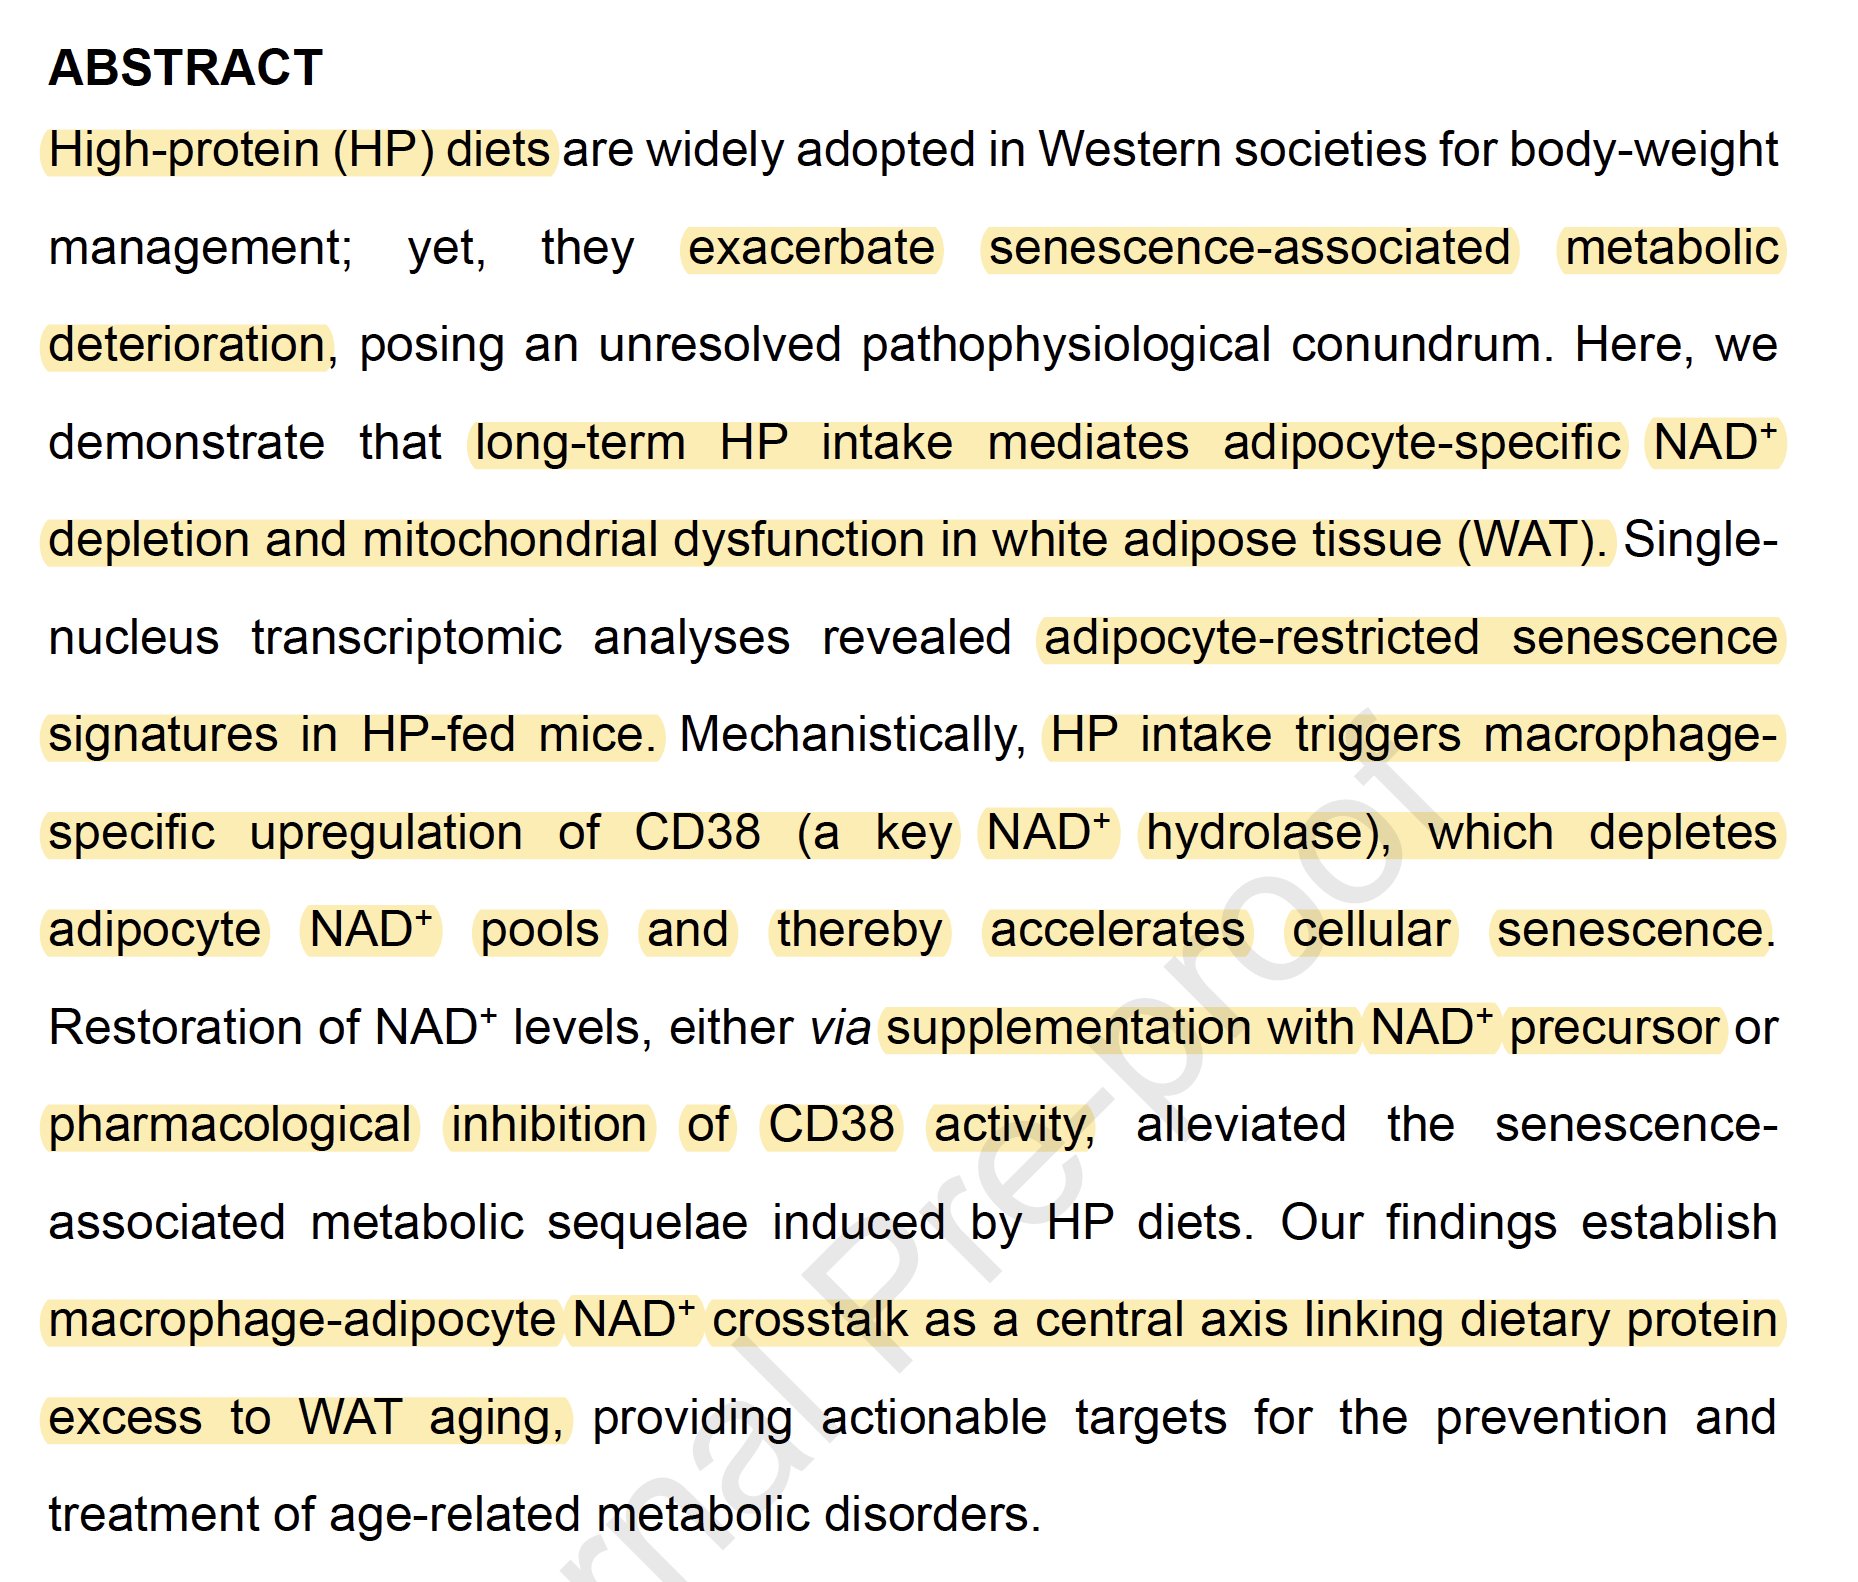 ABSTRACT
High-protein (HP) diets are widely adopted in Western societies for body-weight
management; yet, they exacerbate senescence-associated metabolic
deterioration, posing an unresolved pathophysiological conundrum. Here, we
demonstrate that long-term HP intake mediates adipocyte-specific NAD⁺
depletion and mitochondrial dysfunction in white adipose tissue (WAT). Single-
nucleus transcriptomic analyses revealed adipocyte-restricted senescence
signatures in HP-fed mice. Mechanistically, HP intake triggers macrophage-
specific upregulation of CD38 (a key NAD⁺ hydrolase), which depletes
adipocyte NAD⁺ pools and thereby accelerates cellular senescence.
Restoration of NAD⁺ levels, either via supplementation with NAD⁺ precursor or
pharmacological inhibition of CD38 activity, alleviated the senescence-
associated metabolic sequelae induced by HP diets. Our findings establish
macrophage-adipocyte NAD⁺ crosstalk as a central axis linking dietary protein
excess to WAT aging, providing actionable targets for the prevention and
treatment of age-related metabolic disorders.
rnal Pre-proof